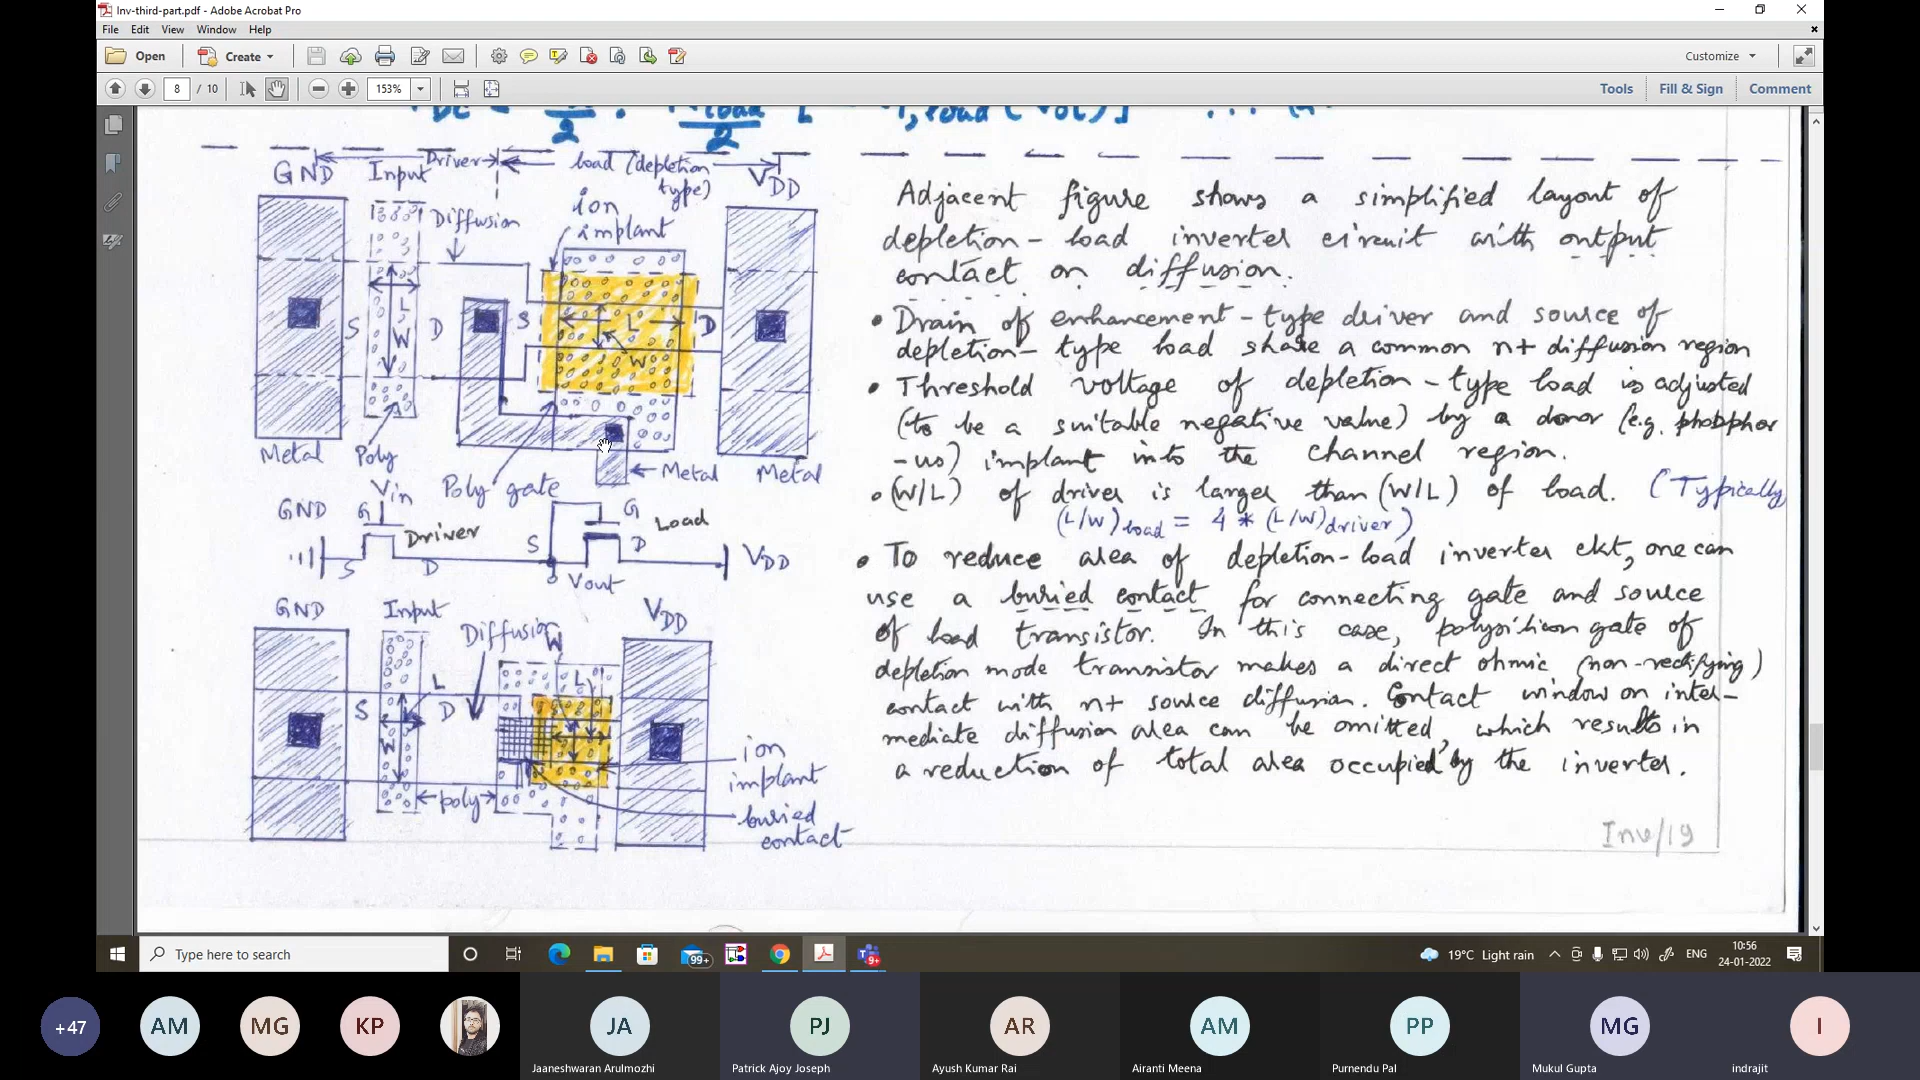 Inv-third-part.pdf - Adobe Acrobat Pro
File Edit View Window Help
Open Create Customize
8 / 10 153% Tools Fill & Sign Comment
GND Input Driver load (depletion type) VDD
Diffusion
ion implant
S L W D S L W D
Metal Poly Poly gate Metal Metal
Vin
GND G Driver S D
S G D Load
Vout VDD
GND Input Diffusion W VDD
S L D W L
poly
ion implant
buried contact
Adjacent figure shows a simplified layout of
depletion-load inverter circuit with output
contact on diffusion.
• Drain of enhancement-type driver and source of
depletion-type load share a common n+ diffusion region
• Threshold voltage of depletion-type load is adjusted
(to be a suitable negative value) by a donor (e.g. phosphor
-us) implant into the channel region.
• (W/L) of driver is larger than (W/L) of load. (Typically
(L/W)load = 4 * (L/W)driver)
• To reduce area of depletion-load inverter ckt, one can
use a buried contact for connecting gate and source
of load transistor. In this case, polysilicon gate of
depletion mode transistor makes a direct ohmic (non-rectifying)
contact with n+ source diffusion. Contact window on inter-
mediate diffusion area can be omitted, which results in
a reduction of total area occupied by the inverter.
Inv/19
Type here to search
99+
9+
19°C Light rain
ENG
10:56
24-01-2022
+47 AM MG KP JA PJ AR AM PP MG I
Jaaneshwaran Arulmozhi
Patrick Ajoy Joseph
Ayush Kumar Rai
Airanti Meena
Purnendu Pal
Mukul Gupta
indrajit